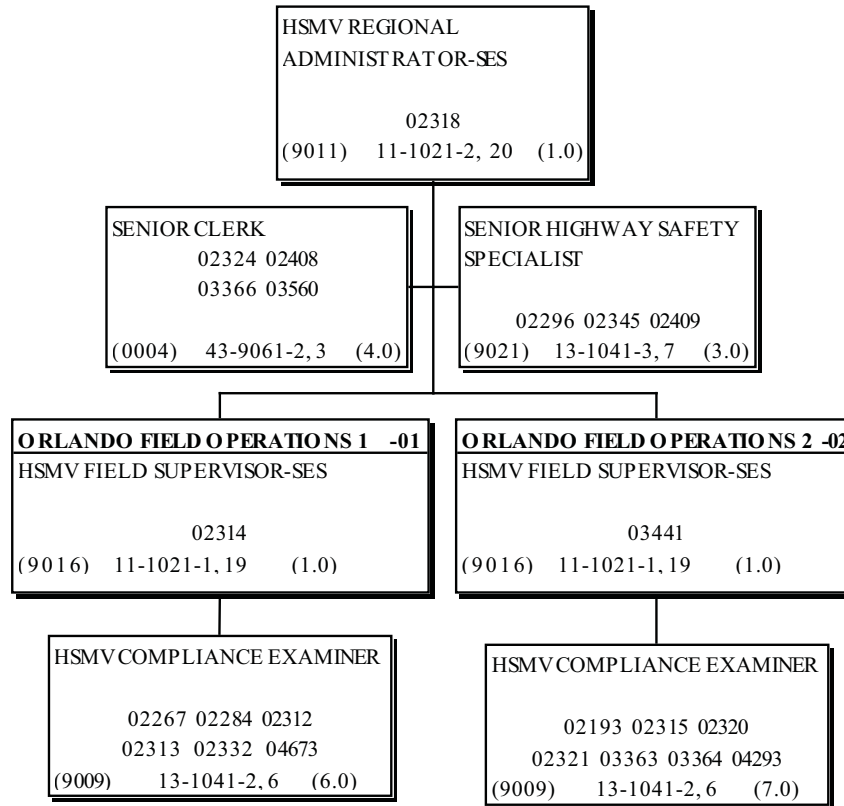 HSMV REGIONAL
ADMINISTRATOR-SES
02318
(9011) 11-1021-2, 20 (1.0)
SENIOR CLERK
02324 02408
03366 03560
(0004) 43-9061-2, 3 (4.0)
SENIOR HIGHWAY SAFETY
SPECIALIST
02296 02345 02409
(9021) 13-1041-3, 7 (3.0)
ORLANDO FIELD OPERATIONS 1 -01
HSMV FIELD SUPERVISOR-SES
02314
(9016) 11-1021-1, 19 (1.0)
ORLANDO FIELD OPERATIONS 2 -02
HSMV FIELD SUPERVISOR-SES
03441
(9016) 11-1021-1, 19 (1.0)
HSMV COMPLIANCE EXAMINER
02267 02284 02312
02313 02332 04673
(9009) 13-1041-2, 6 (6.0)
HSMV COMPLIANCE EXAMINER
02193 02315 02320
02321 03363 03364 04293
(9009) 13-1041-2, 6 (7.0)